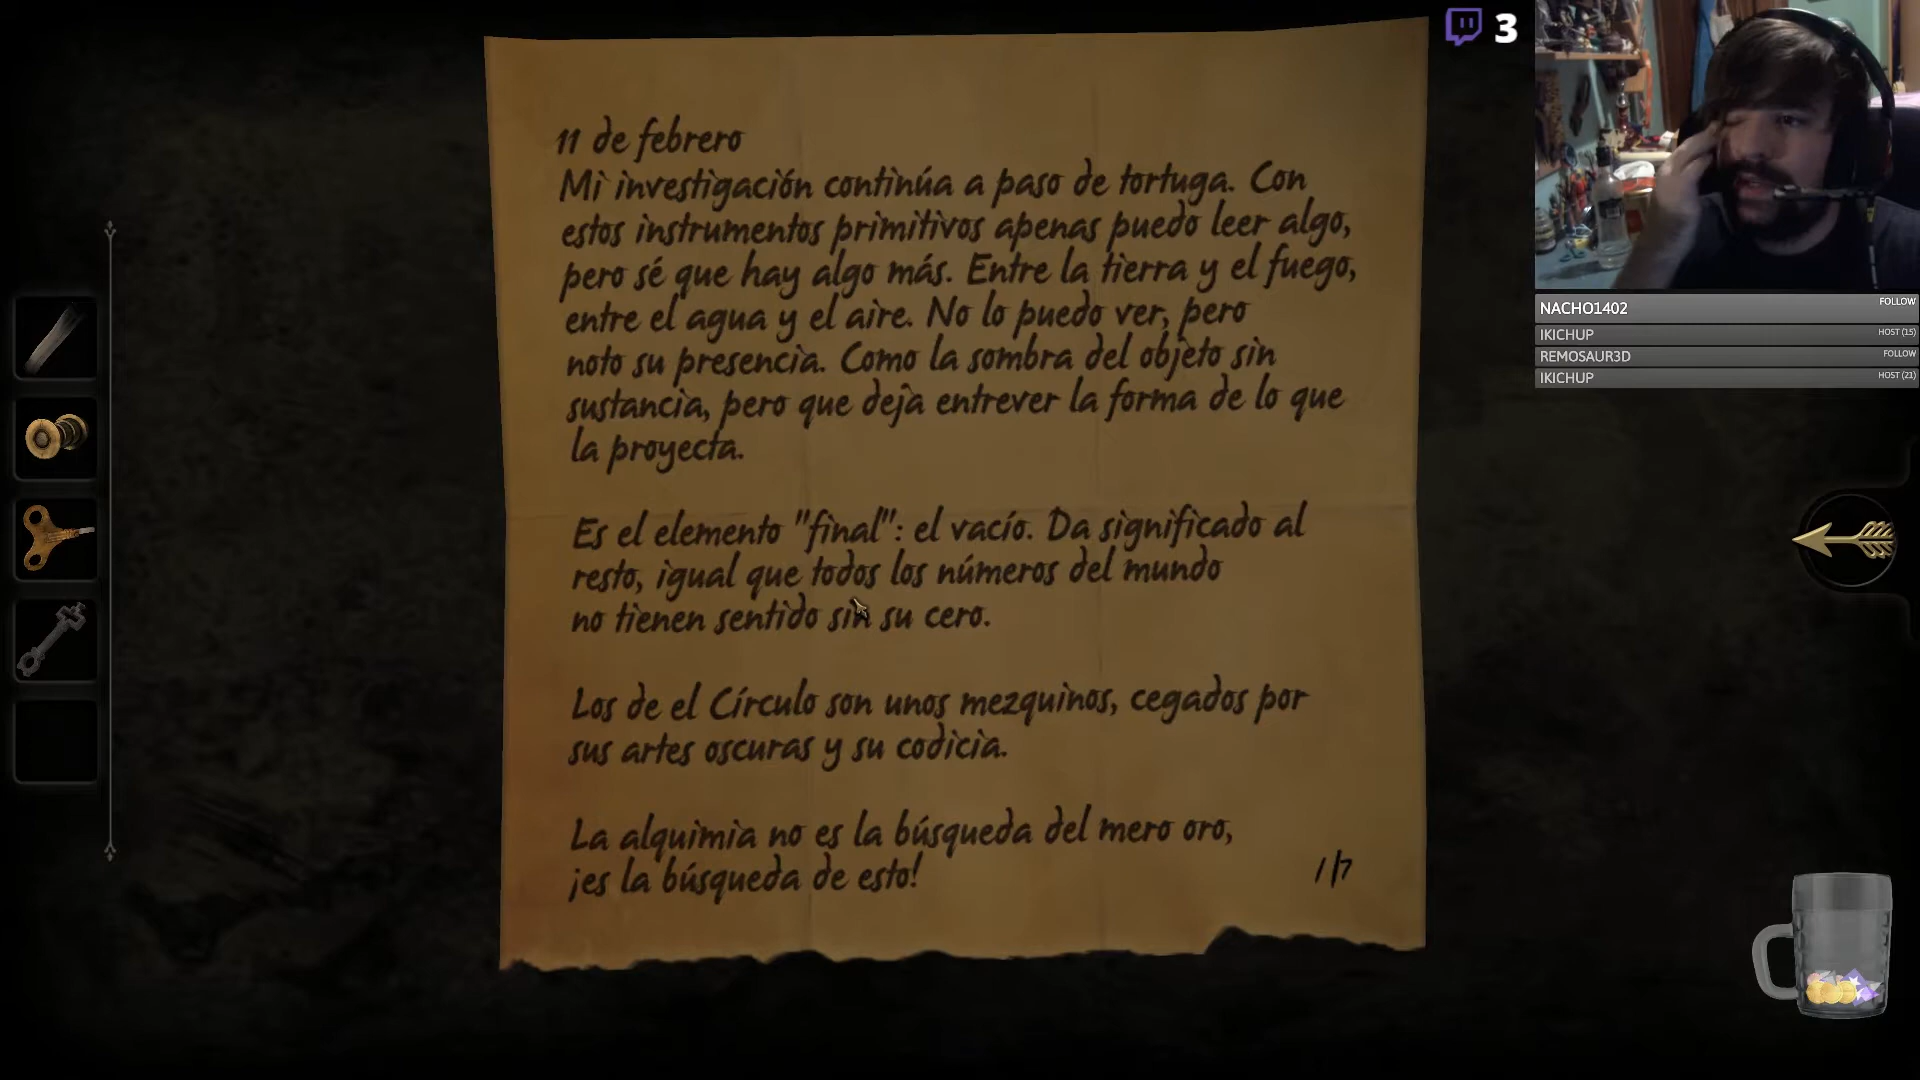 3
11 de febrero
Mi investigación continúa a paso de tortuga. Con
estos instrumentos primitivos apenas puedo leer algo,
pero sé que hay algo más. Entre la tierra y el fuego,
entre el agua y el aire. No lo puedo ver, pero
noto su presencia. Como la sombra del objeto sin
sustancia, pero que deja entrever la forma de lo que
la proyecta.
Es el elemento "final": el vacío. Da significado al
resto, igual que todos los números del mundo
no tienen sentido sin su cero.
Los de el Círculo son unos mezquinos, cegados por
sus artes oscuras y su codicia.
La alquimia no es la búsqueda del mero oro,
¡es la búsqueda de esto!
1/7
NACHO1402 FOLLOW
IKICHUP HOST (15)
REMOSAUR3D FOLLOW
IKICHUP HOST (21)